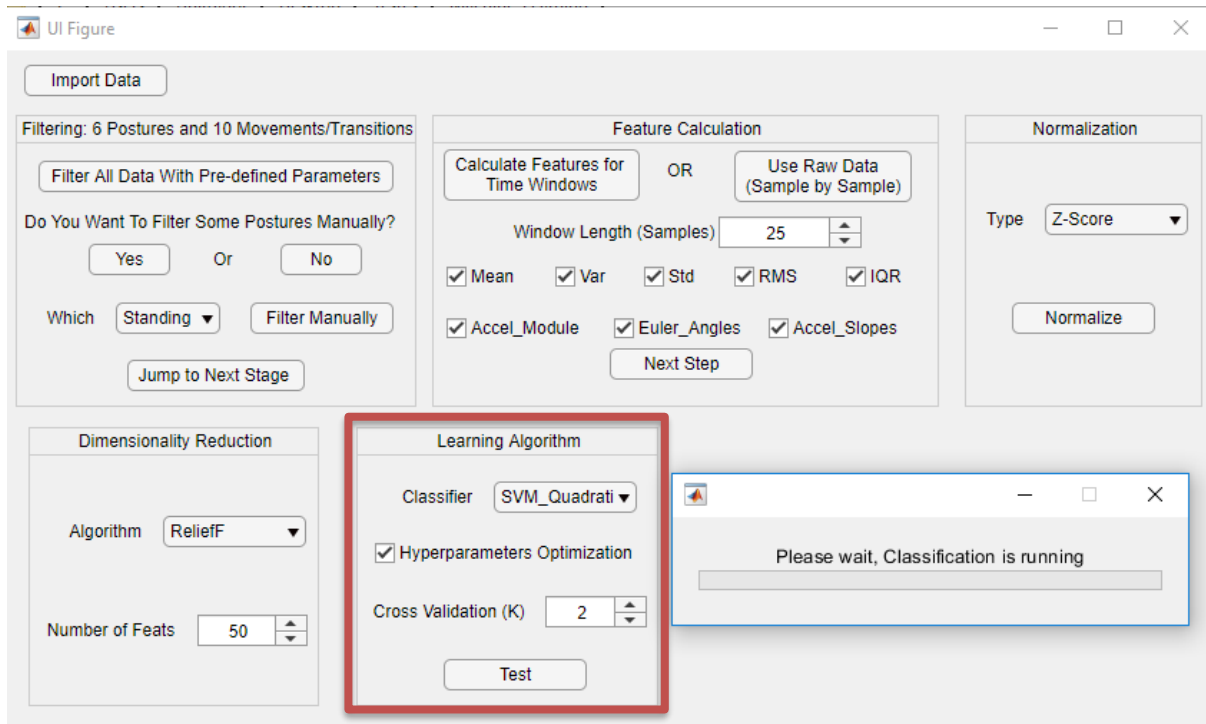 UI Figure
Import Data
Filtering: 6 Postures and 10 Movements/Transitions
Filter All Data With Pre-defined Parameters
Do You Want To Filter Some Postures Manually?
Yes Or No
Which Standing Filter Manually
Jump to Next Stage
Feature Calculation
Calculate Features for
Time Windows
OR
Use Raw Data
(Sample by Sample)
Window Length (Samples) 25
Mean Var Std RMS IQR
Accel_Module Euler_Angles Accel_Slopes
Next Step
Normalization
Type Z-Score
Normalize
Dimensionality Reduction
Algorithm ReliefF
Number of Feats 50
Learning Algorithm
Classifier SVM_Quadrati
Hyperparameters Optimization
Cross Validation (K) 2
Test
Please wait, Classification is running